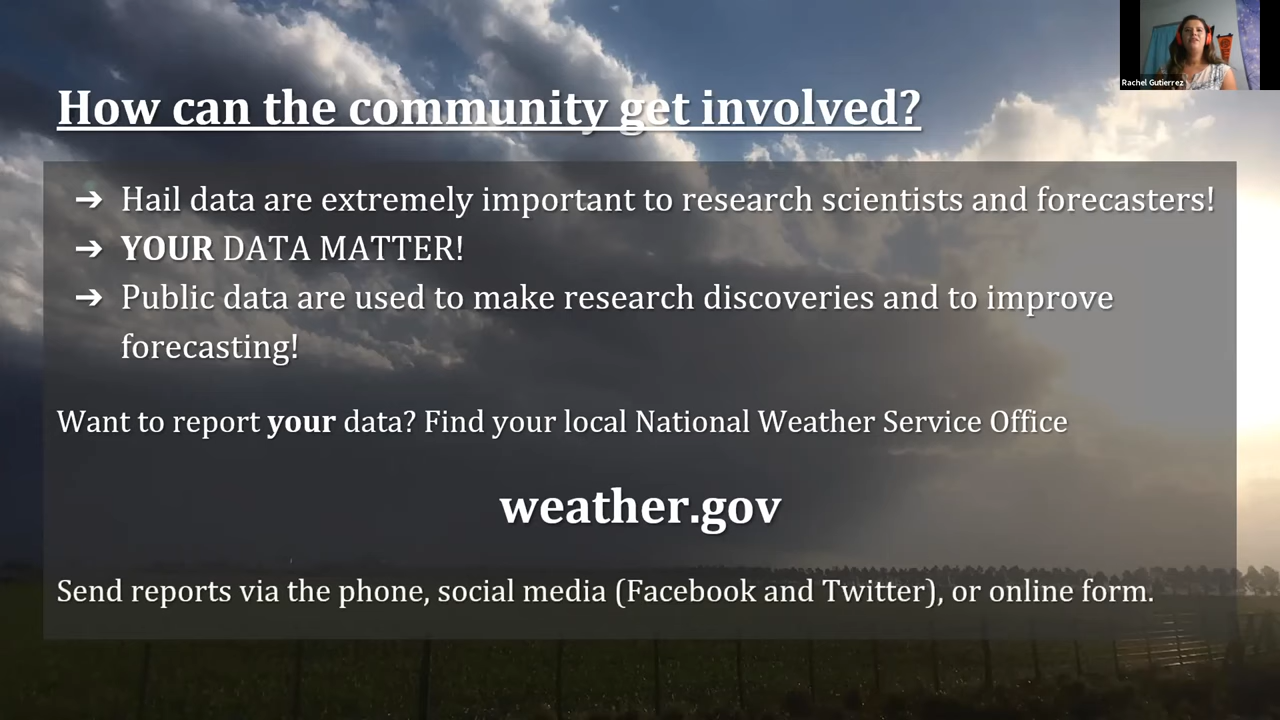 Rachel Gutierrez
How can the community get involved?
➔ Hail data are extremely important to research scientists and forecasters!
➔ YOUR DATA MATTER!
➔ Public data are used to make research discoveries and to improve
forecasting!
Want to report your data? Find your local National Weather Service Office
weather.gov
Send reports via the phone, social media (Facebook and Twitter), or online form.